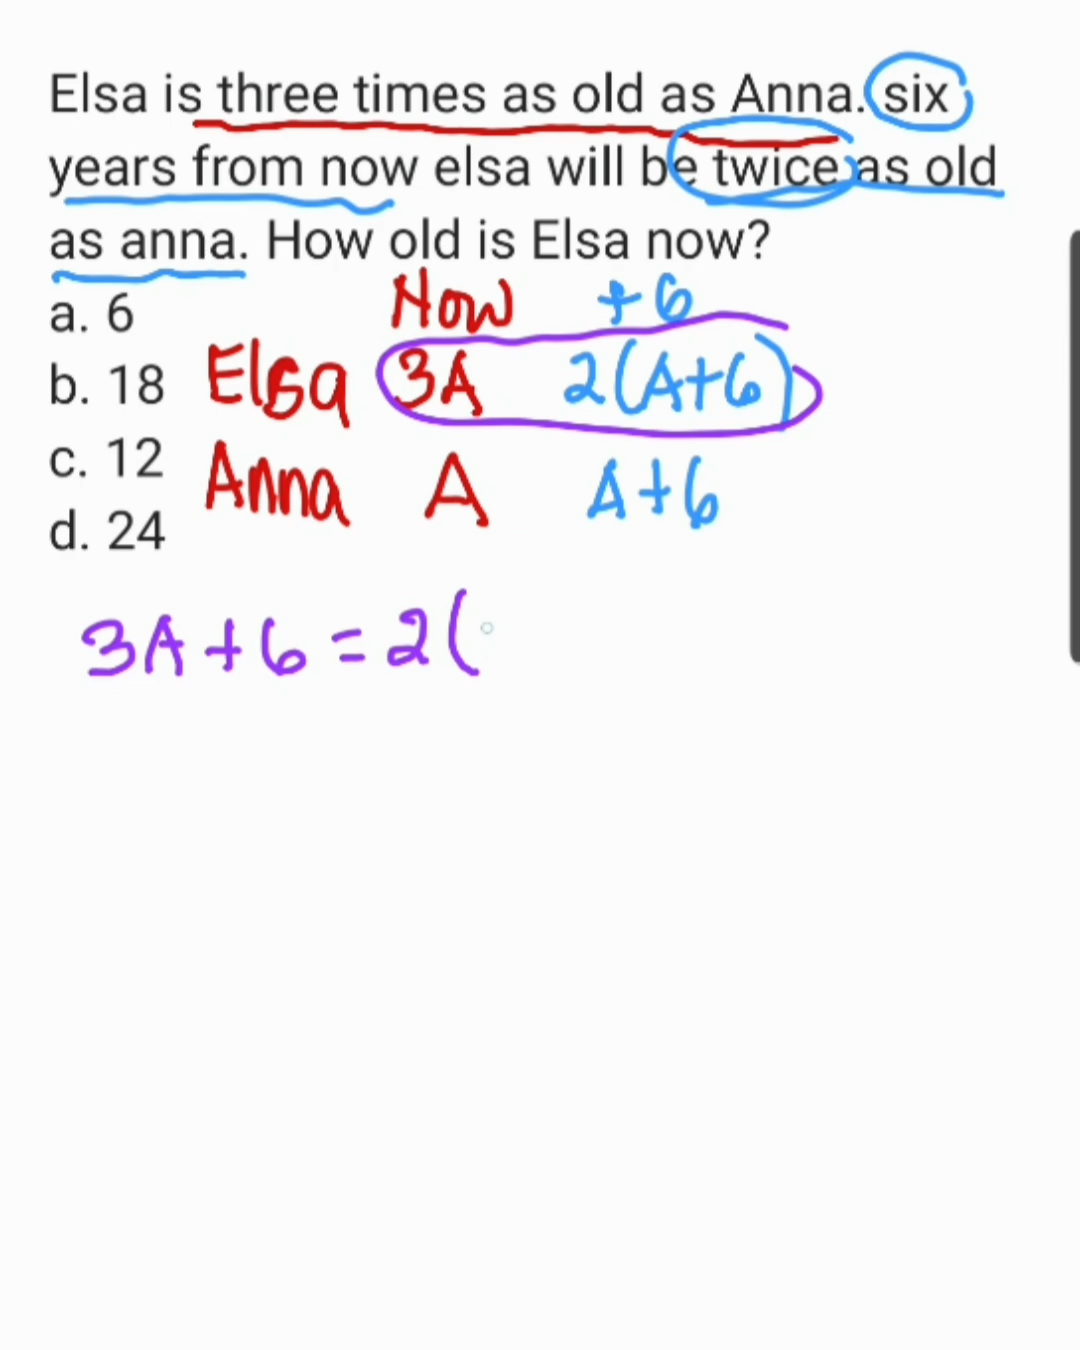 Elsa is three times as old as Anna. six
years from now elsa will be twice as old
as anna. How old is Elsa now?
a. 6
Now +6
b. 18
Elsa 3A 2(A+6)
c. 12
Anna A A+6
d. 24
3A+6=2(